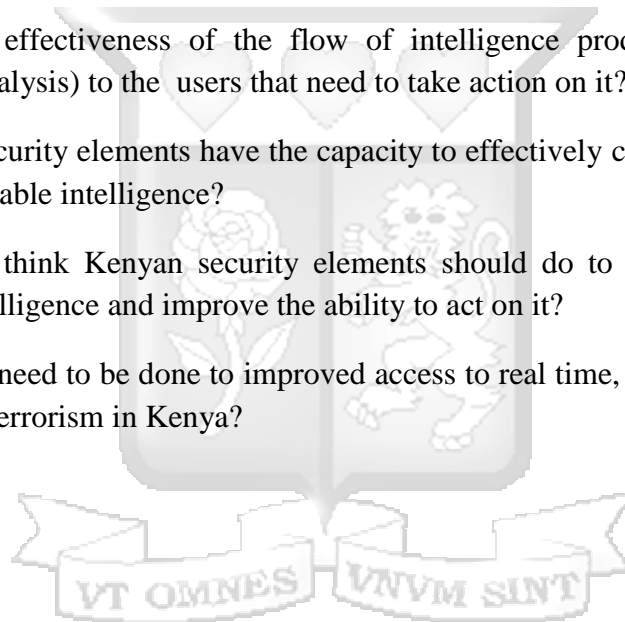 effectiveness of the flow of intelligence prod
alysis) to the users that need to take action on it?
curity elements have the capacity to effectively c
able intelligence?
think Kenyan security elements should do to
elligence and improve the ability to act on it?
need to be done to improved access to real time,
errorism in Kenya?
VT OMNES VNVM SINT